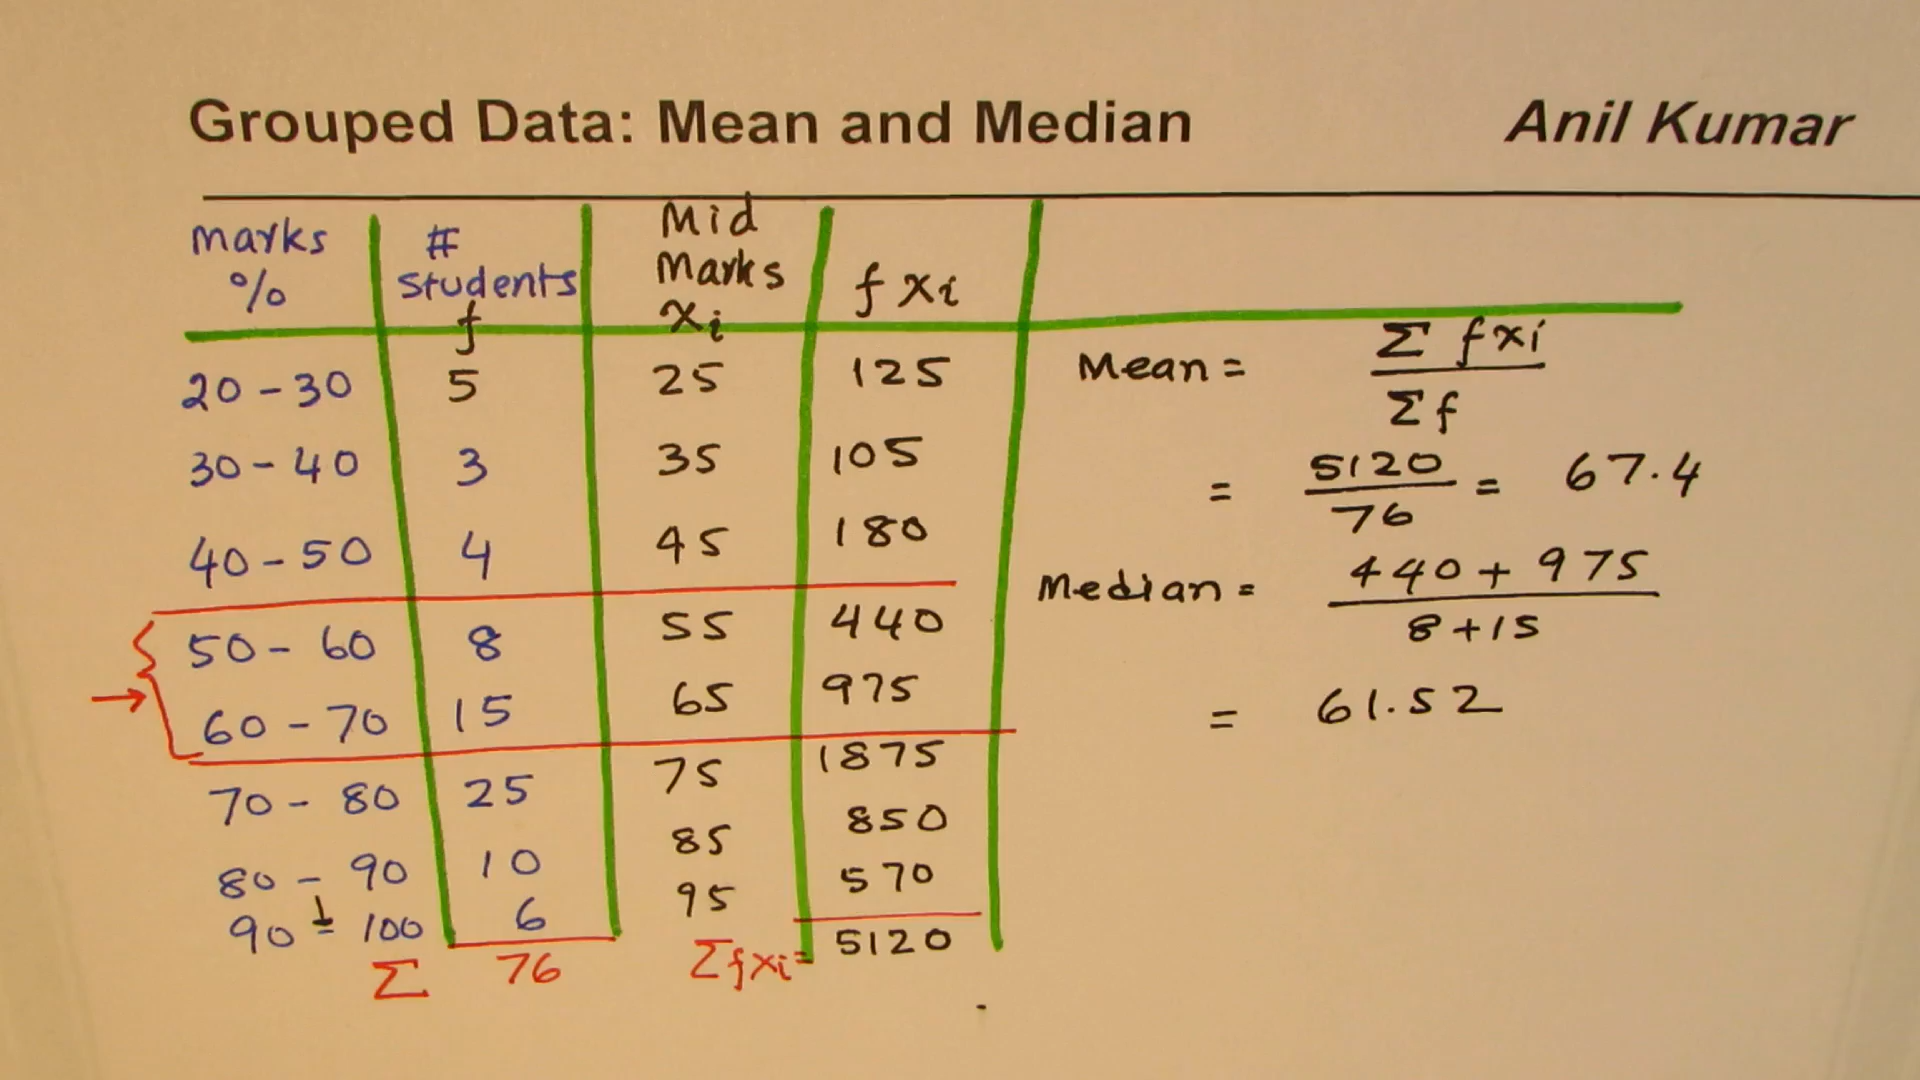 Grouped Data: Mean and Median Anil Kumar
marks % # students f Mid Marks xi f xi
20 - 30 5 25 125
30 - 40 3 35 105
40 - 50 4 45 180
50 - 60 8 55 440
60 - 70 15 65 975
70 - 80 25 75 1875
80 - 90 10 85 850
90 - 100 6 95 570
Σ 76 Σfxi= 5120
Mean = Σ fxi / Σf
= 5120 / 76 = 67.4
Median = 440 + 975 / 8 + 15
= 61.52